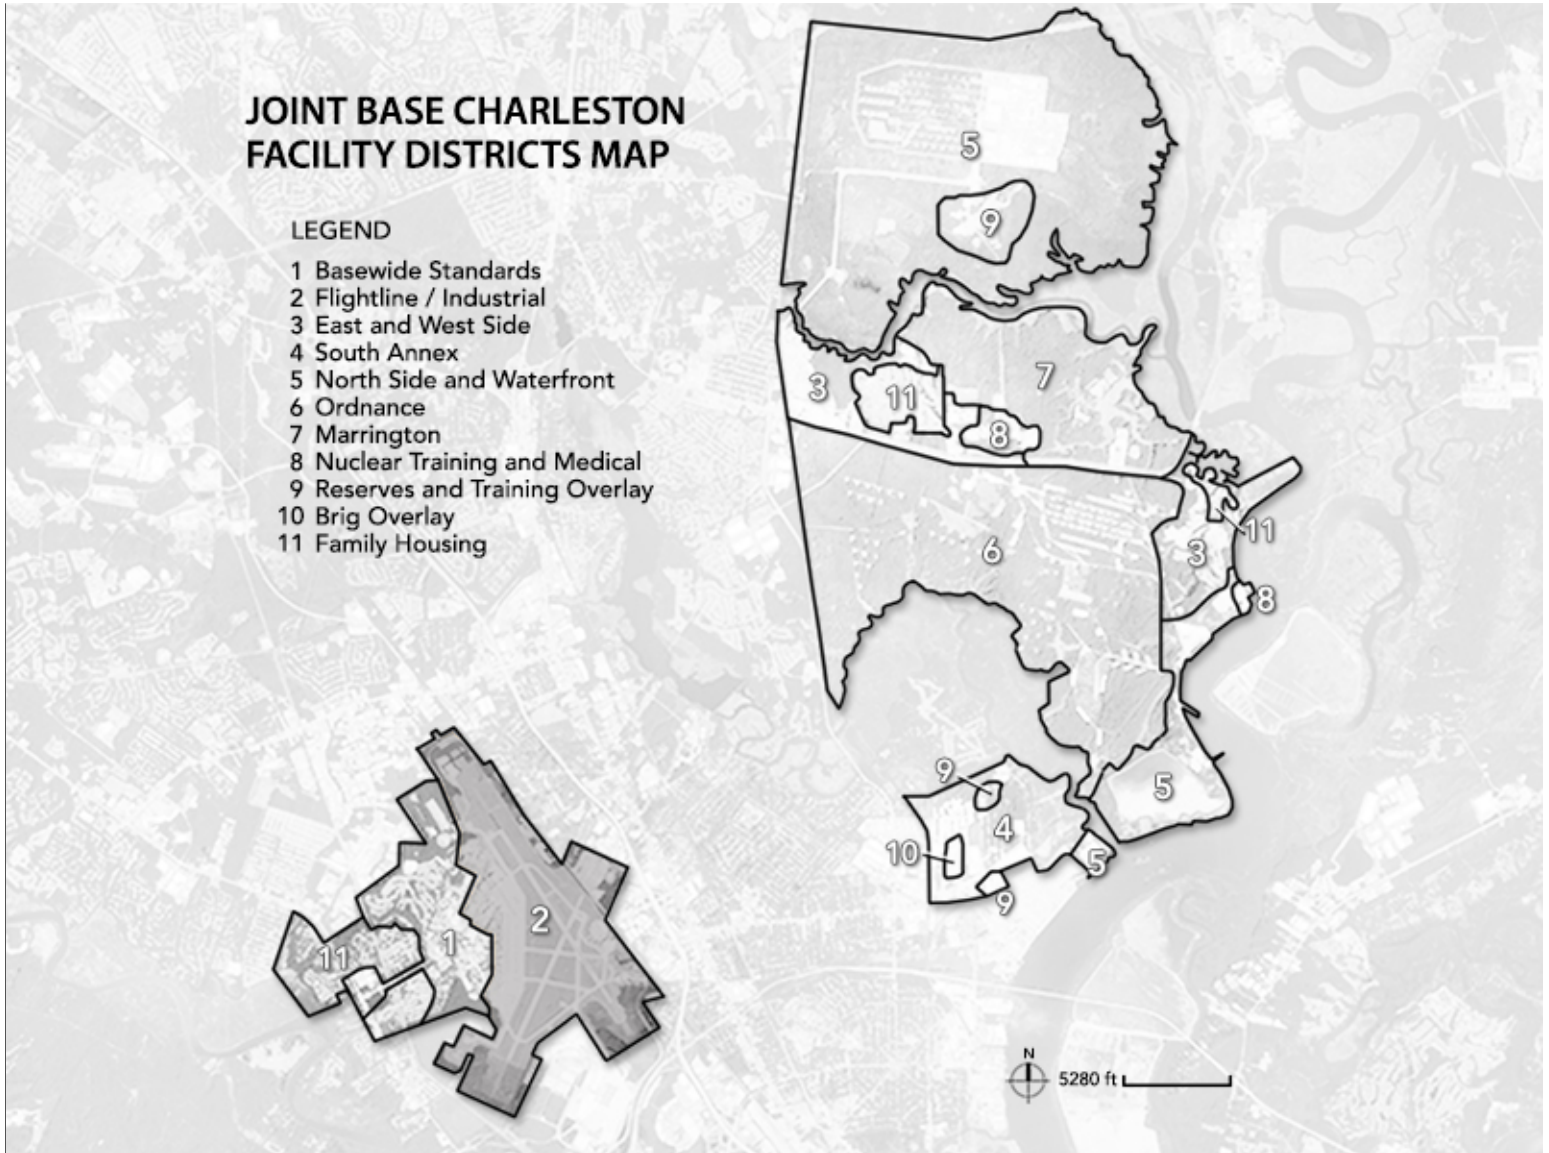 JOINT BASE CHARLESTON
FACILITY DISTRICTS MAP
LEGEND
1 Basewide Standards
2 Flightline / Industrial
3 East and West Side
4 South Annex
5 North Side and Waterfront
6 Ordnance
7 Marrington
8 Nuclear Training and Medical
9 Reserves and Training Overlay
10 Brig Overlay
11 Family Housing
5
9
7
3
11
8
11
3
6
8
9
5
4
10
5
9
2
1
11
N
5280 ft